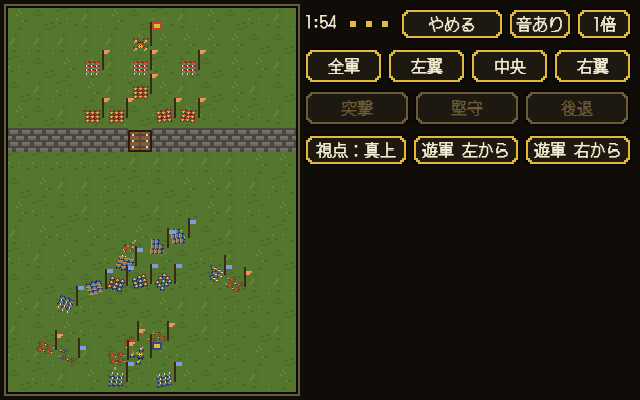 1:54 やめる 音あり 1倍
全軍 左翼 中央 右翼
突撃 堅守 後退
視点：真上 遊軍 左から 遊軍 右から